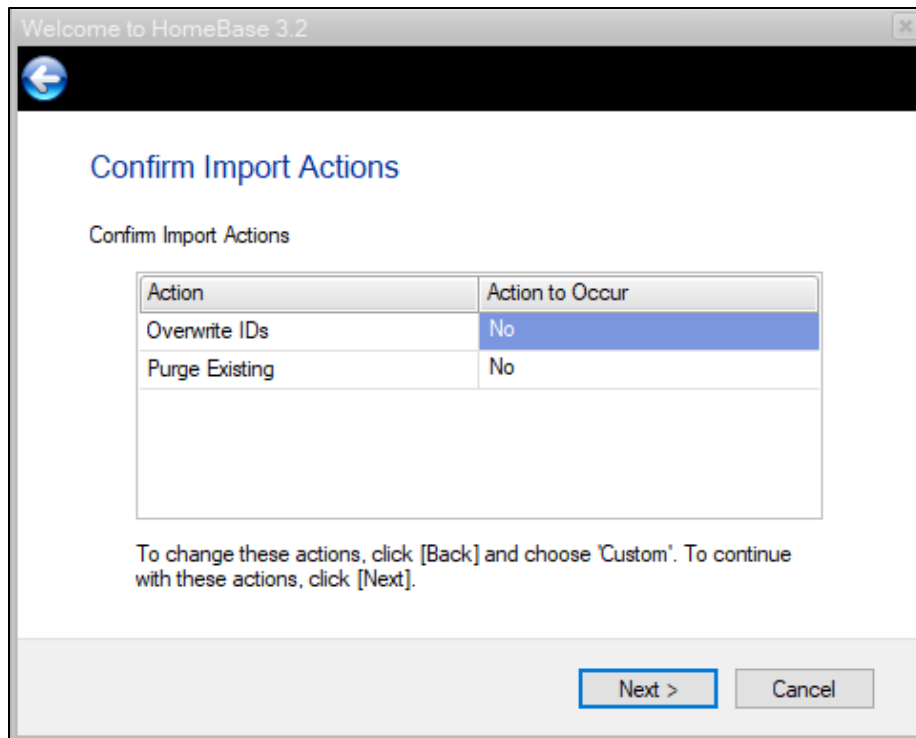 Welcome to HomeBase 3.2
Confirm Import Actions
Confirm Import Actions
Action Action to Occur
Overwrite IDs No
Purge Existing No
To change these actions, click [Back] and choose 'Custom'. To continue
with these actions, click [Next].
Next > Cancel